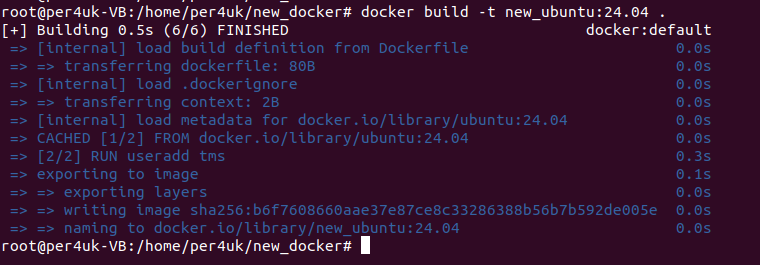 root@per4uk-VB:/home/per4uk/new_docker# docker build -t new_ubuntu:24.04 .
[+] Building 0.5s (6/6) FINISHED docker:default
=> [internal] load build definition from Dockerfile 0.0s
=> => transferring dockerfile: 80B 0.0s
=> [internal] load .dockerignore 0.0s
=> => transferring context: 2B 0.0s
=> [internal] load metadata for docker.io/library/ubuntu:24.04 0.0s
=> CACHED [1/2] FROM docker.io/library/ubuntu:24.04 0.0s
=> [2/2] RUN useradd tms 0.3s
=> exporting to image 0.1s
=> => exporting layers 0.0s
=> => writing image sha256:b6f7608660aae37e87ce8c33286388b56b7b592de005e 0.0s
=> => naming to docker.io/library/new_ubuntu:24.04 0.0s
root@per4uk-VB:/home/per4uk/new_docker#